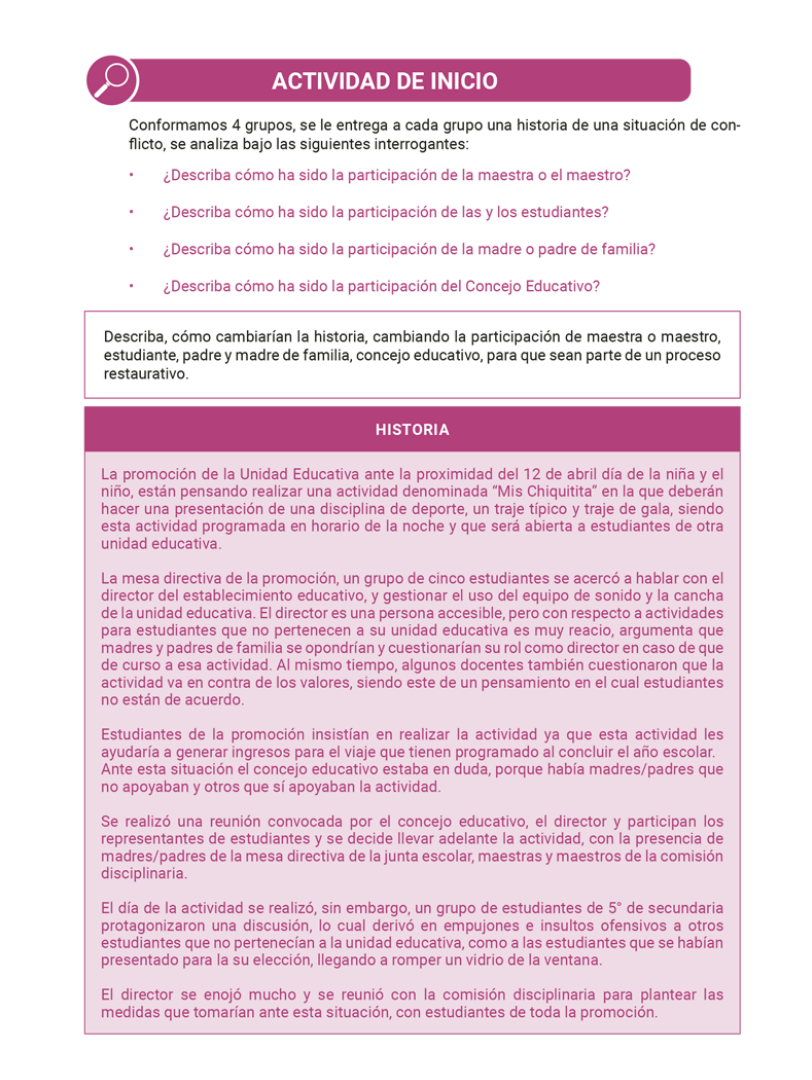 ACTIVIDAD DE INICIO
Conformamos 4 grupos, se le entrega a cada grupo una historia de una situación de con-
flicto, se analiza bajo las siguientes interrogantes:
• ¿Describa cómo ha sido la participación de la maestra o el maestro?
• ¿Describa cómo ha sido la participación de las y los estudiantes?
• ¿Describa cómo ha sido la participación de la madre o padre de familia?
• ¿Describa cómo ha sido la participación del Concejo Educativo?
Describa, cómo cambiarían la historia, cambiando la participación de maestra o maestro,
estudiante, padre y madre de familia, concejo educativo, para que sean parte de un proceso
restaurativo.
HISTORIA
La promoción de la Unidad Educativa ante la proximidad del 12 de abril día de la niña y el
niño, están pensando realizar una actividad denominada “Mis Chiquitita” en la que deberán
hacer una presentación de una disciplina de deporte, un traje típico y traje de gala, siendo
esta actividad programada en horario de la noche y que será abierta a estudiantes de otra
unidad educativa.
La mesa directiva de la promoción, un grupo de cinco estudiantes se acercó a hablar con el
director del establecimiento educativo, y gestionar el uso del equipo de sonido y la cancha
de la unidad educativa. El director es una persona accesible, pero con respecto a actividades
para estudiantes que no pertenecen a su unidad educativa es muy reacio, argumenta que
madres y padres de familia se opondrían y cuestionarían su rol como director en caso de que
de curso a esa actividad. Al mismo tiempo, algunos docentes también cuestionaron que la
actividad va en contra de los valores, siendo este de un pensamiento en el cual estudiantes
no están de acuerdo.
Estudiantes de la promoción insistían en realizar la actividad ya que esta actividad les
ayudaría a generar ingresos para el viaje que tienen programado al concluir el año escolar.
Ante esta situación el concejo educativo estaba en duda, porque había madres/padres que
no apoyaban y otros que sí apoyaban la actividad.
Se realizó una reunión convocada por el concejo educativo, el director y participan los
representantes de estudiantes y se decide llevar adelante la actividad, con la presencia de
madres/padres de la mesa directiva de la junta escolar, maestras y maestros de la comisión
disciplinaria.
El día de la actividad se realizó, sin embargo, un grupo de estudiantes de 5° de secundaria
protagonizaron una discusión, lo cual derivó en empujones e insultos ofensivos a otros
estudiantes que no pertenecían a la unidad educativa, como a las estudiantes que se habían
presentado para la su elección, llegando a romper un vidrio de la ventana.
El director se enojó mucho y se reunió con la comisión disciplinaria para plantear las
medidas que tomarían ante esta situación, con estudiantes de toda la promoción.